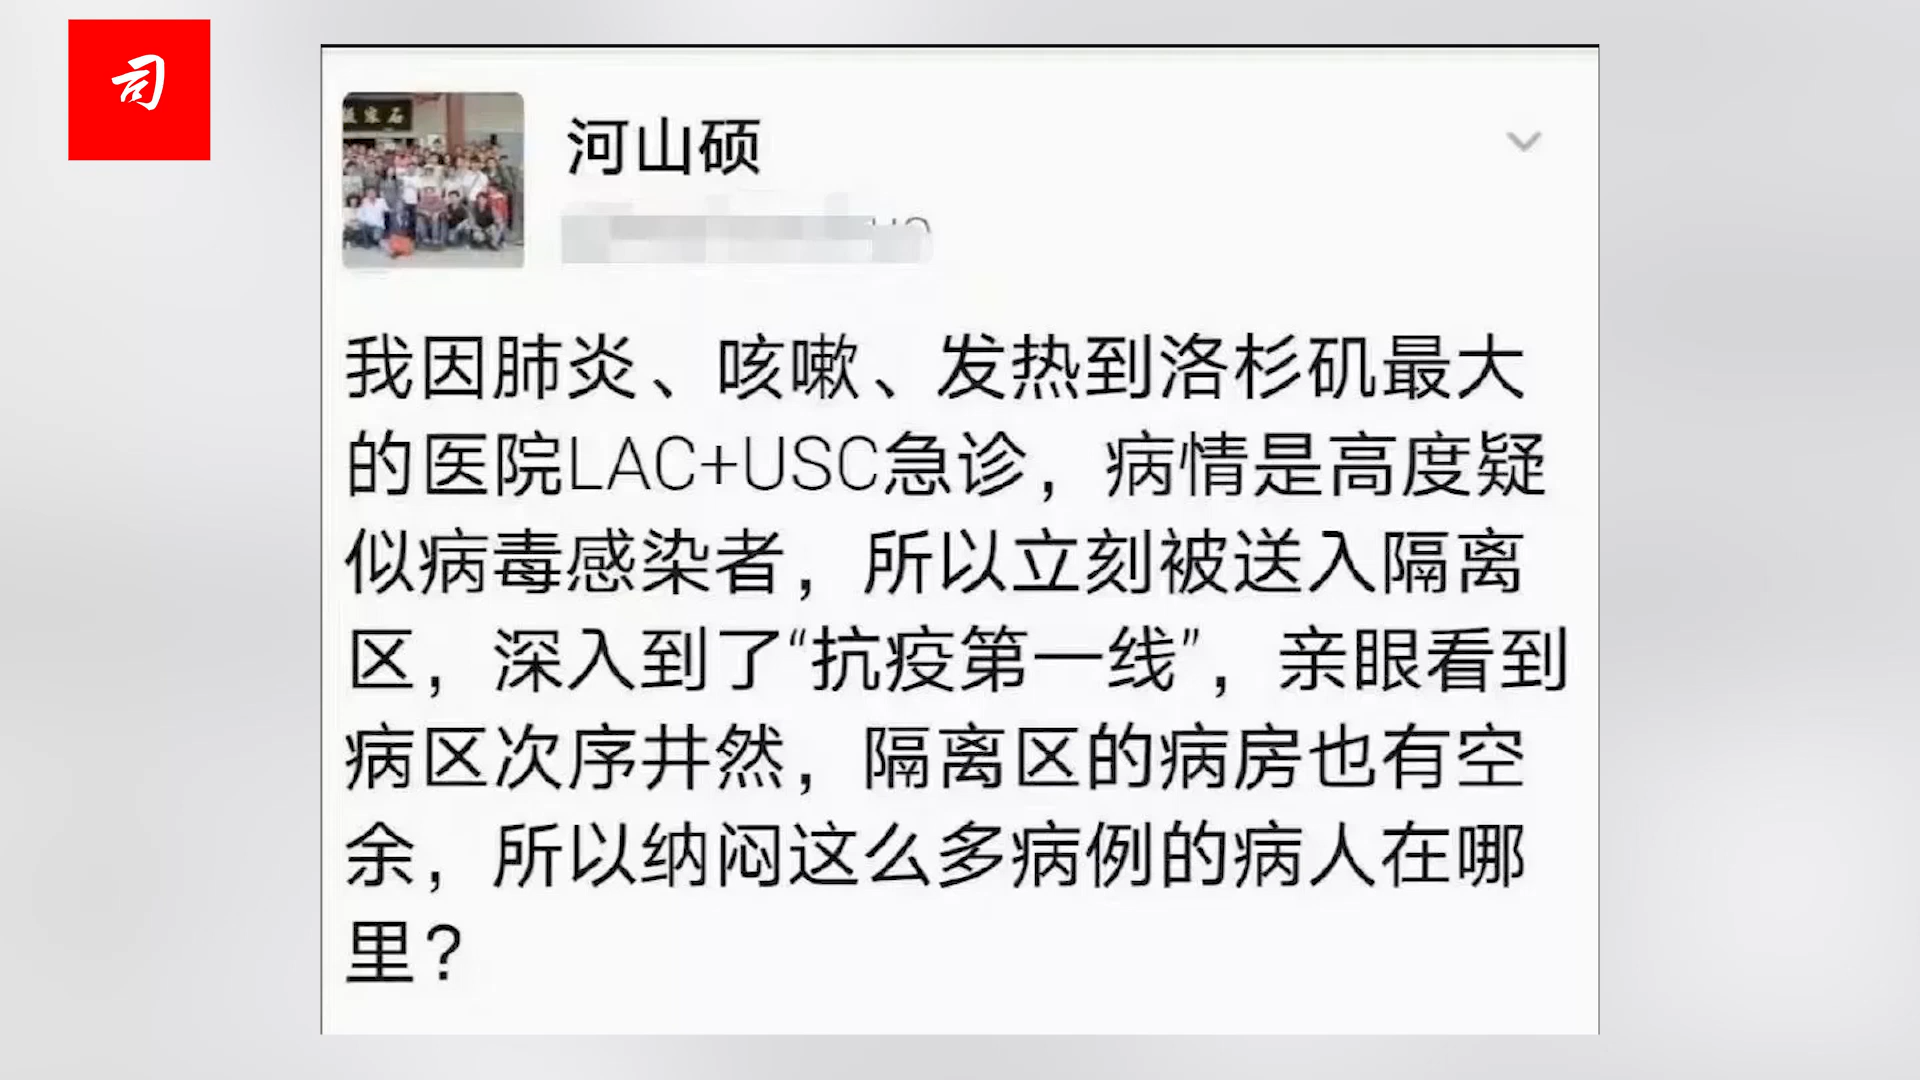 司
石家
河山硕
我因肺炎、咳嗽、发热到洛杉矶最大
的医院LAC+USC急诊，病情是高度疑
似病毒感染者，所以立刻被送入隔离
区，深入到了“抗疫第一线”，亲眼看到
病区次序井然，隔离区的病房也有空
余，所以纳闷这么多病例的病人在哪
里？